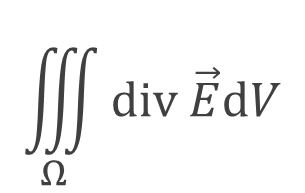 ∭ div E⃗ dV
Ω